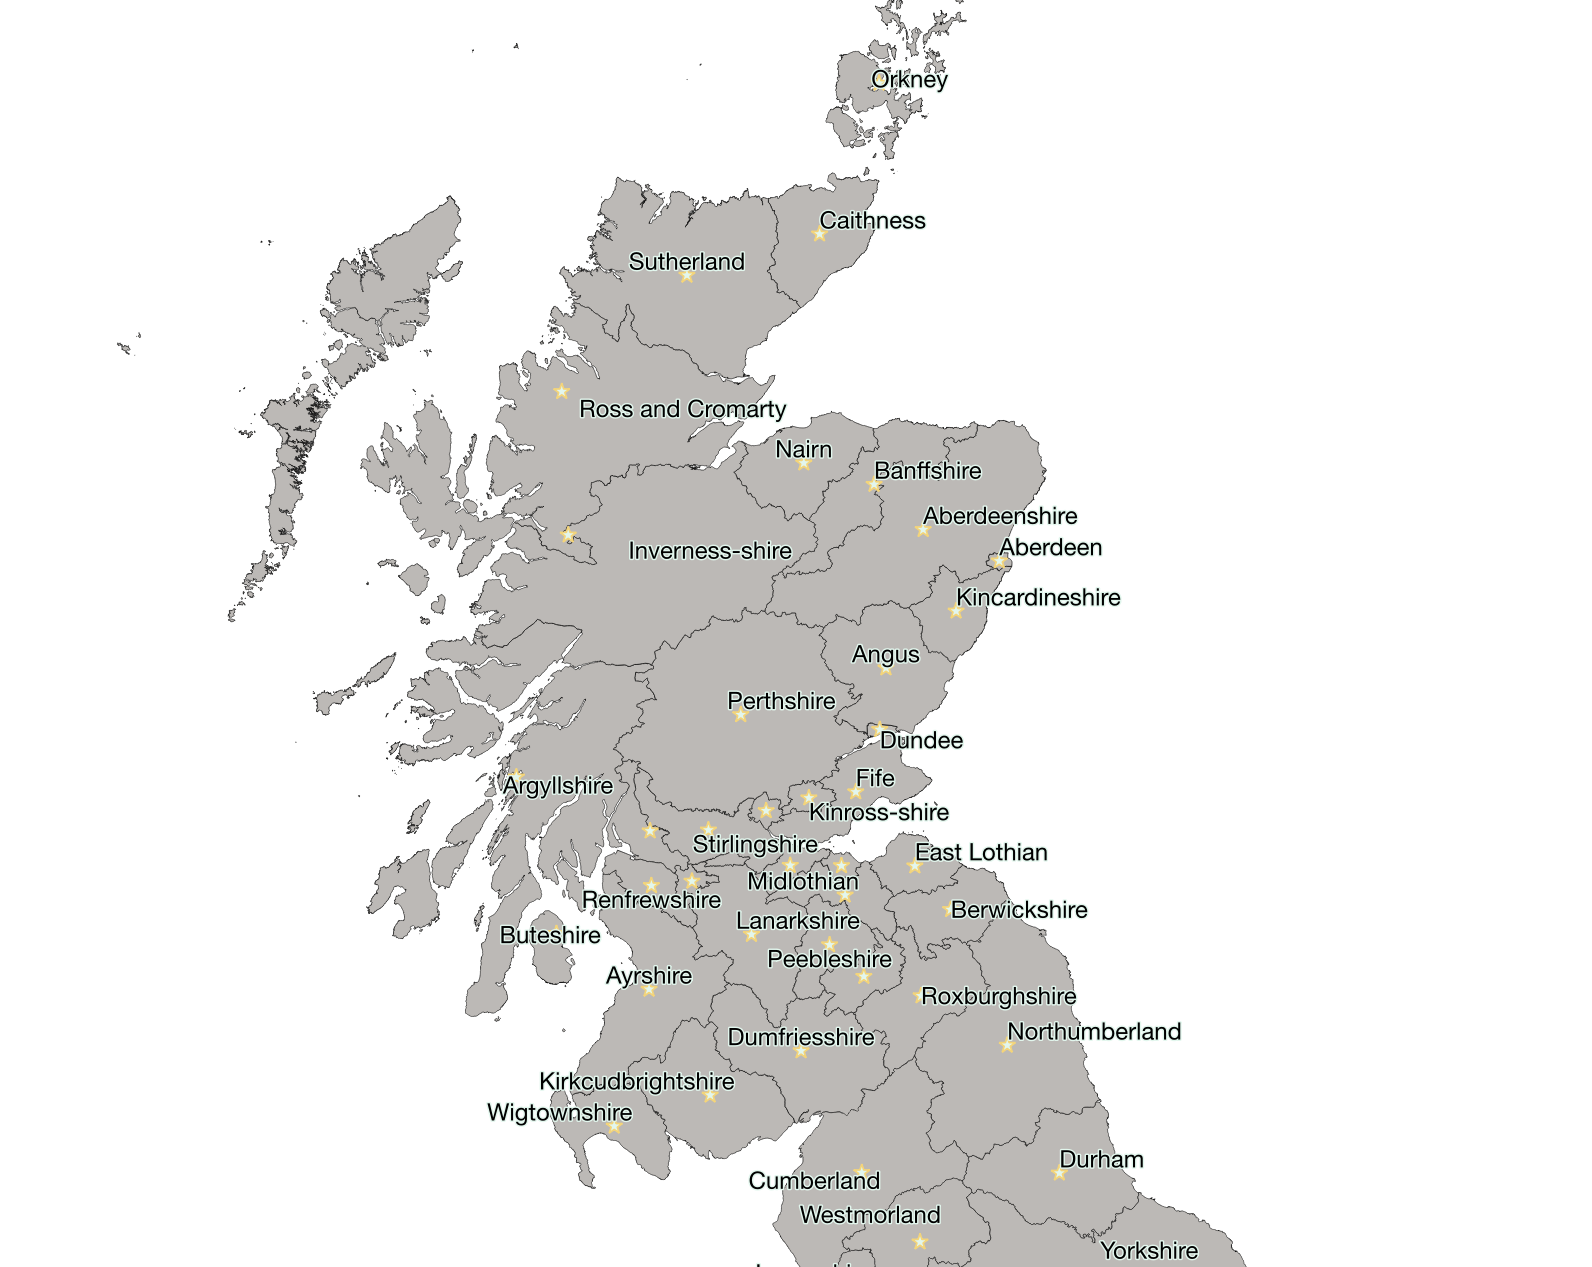 Orkney
Caithness
Sutherland
Ross and Cromarty
Nairn
Banffshire
Aberdeenshire
Aberdeen
Inverness-shire
Kincardineshire
Angus
Perthshire
Dundee
Fife
Argyllshire
Kinross-shire
Stirlingshire
East Lothian
Midlothian
Renfrewshire
Berwickshire
Lanarkshire
Buteshire
Peebleshire
Ayrshire
Roxburghshire
Northumberland
Dumfriesshire
Kirkcudbrightshire
Wigtownshire
Durham
Cumberland
Westmorland
Yorkshire